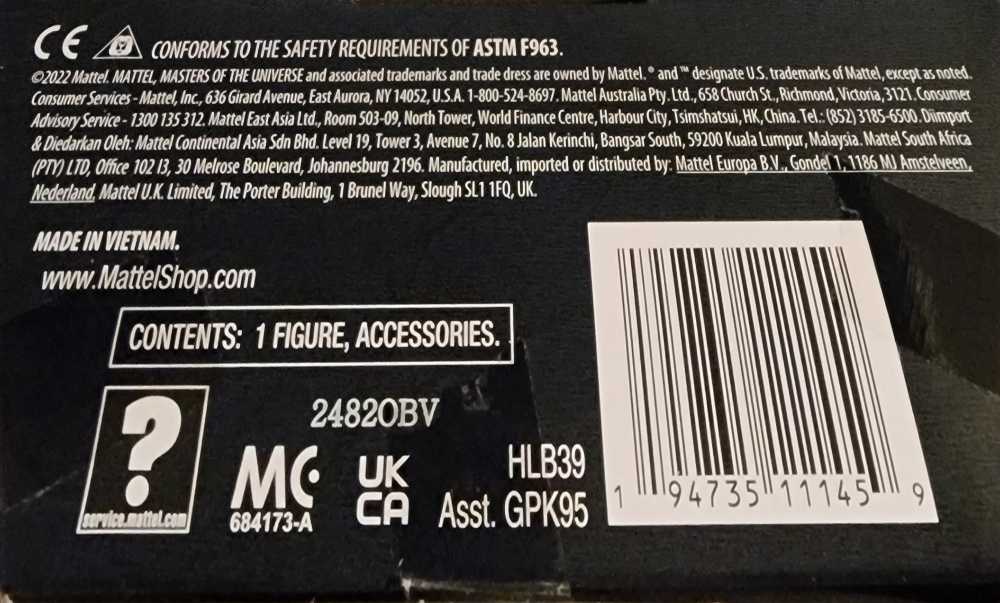 CE CONFORMS TO THE SAFETY REQUIREMENTS OF ASTM F963.
©2022 Mattel. MATTEL, MASTERS OF THE UNIVERSE and associated trademarks and trade dress are owned by Mattel. ® and ™ designate U.S. trademarks of Mattel, except as noted.
Consumer Services - Mattel, Inc., 636 Girard Avenue, East Aurora, NY 14052, U.S.A. 1-800-524-8697. Mattel Australia Pty. Ltd., 658 Church St., Richmond, Victoria, 3121. Consumer
Advisory Service - 1300 135 312. Mattel East Asia Ltd., Room 503-09, North Tower, World Finance Centre, Harbour City, Tsimshatsui, HK, China. Tel.: (852) 3185-6500. Diimport
& Diedarkan Oleh: Mattel Continental Asia Sdn Bhd. Level 19, Tower 3, Avenue 7, No. 8 Jalan Kerinchi, Bangsar South, 59200 Kuala Lumpur, Malaysia. Mattel South Africa
(PTY) LTD, Office 102 I3, 30 Melrose Boulevard, Johannesburg 2196. Manufactured, imported or distributed by: Mattel Europa B.V., Gondel 1, 1186 MJ Amstelveen,
Nederland. Mattel U.K. Limited, The Porter Building, 1 Brunel Way, Slough SL1 1FQ, UK.
MADE IN VIETNAM.
www.MattelShop.com
CONTENTS: 1 FIGURE, ACCESSORIES.
?
service.mattel.com
2482OBV
MC
684173-A
UK
CA
HLB39
Asst. GPK95
1 94735 11145 9